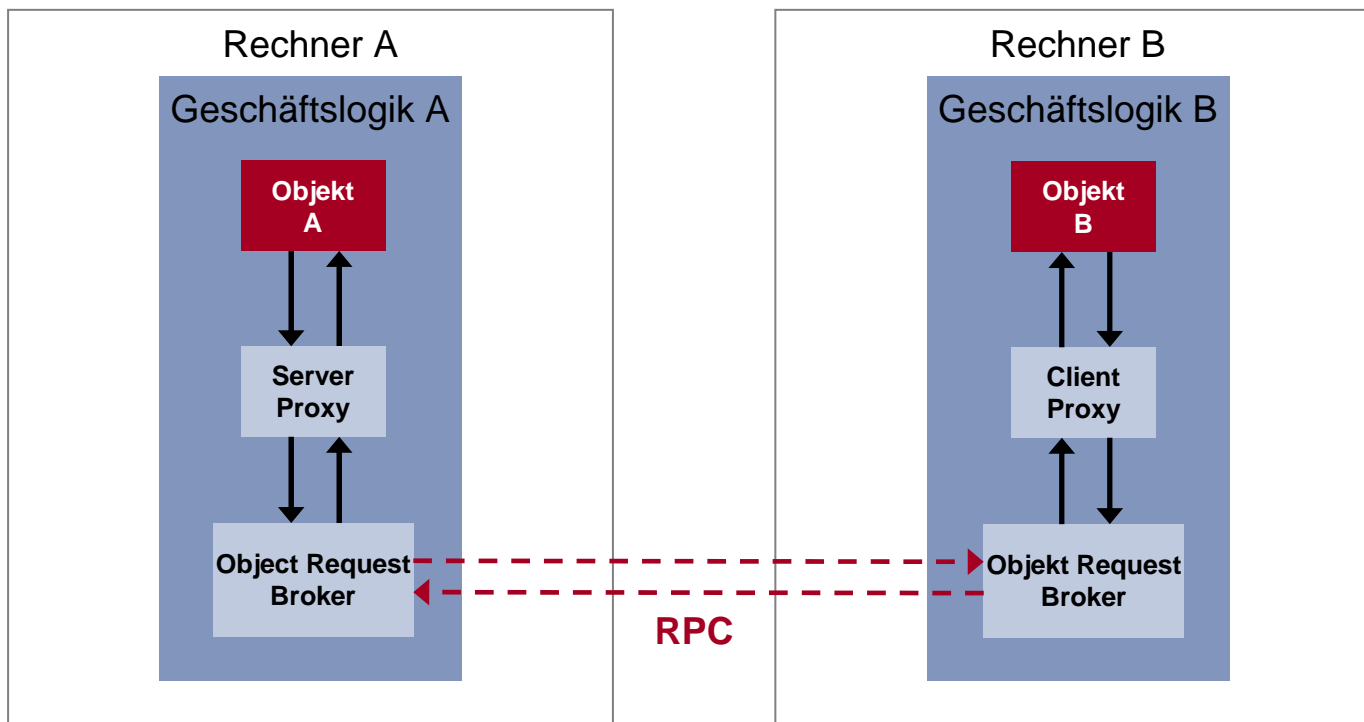 Rechner A
Geschäftslogik A
Objekt
A
Server
Proxy
Object Request
Broker
RPC
Rechner B
Geschäftslogik B
Objekt
B
Client
Proxy
Objekt Request
Broker